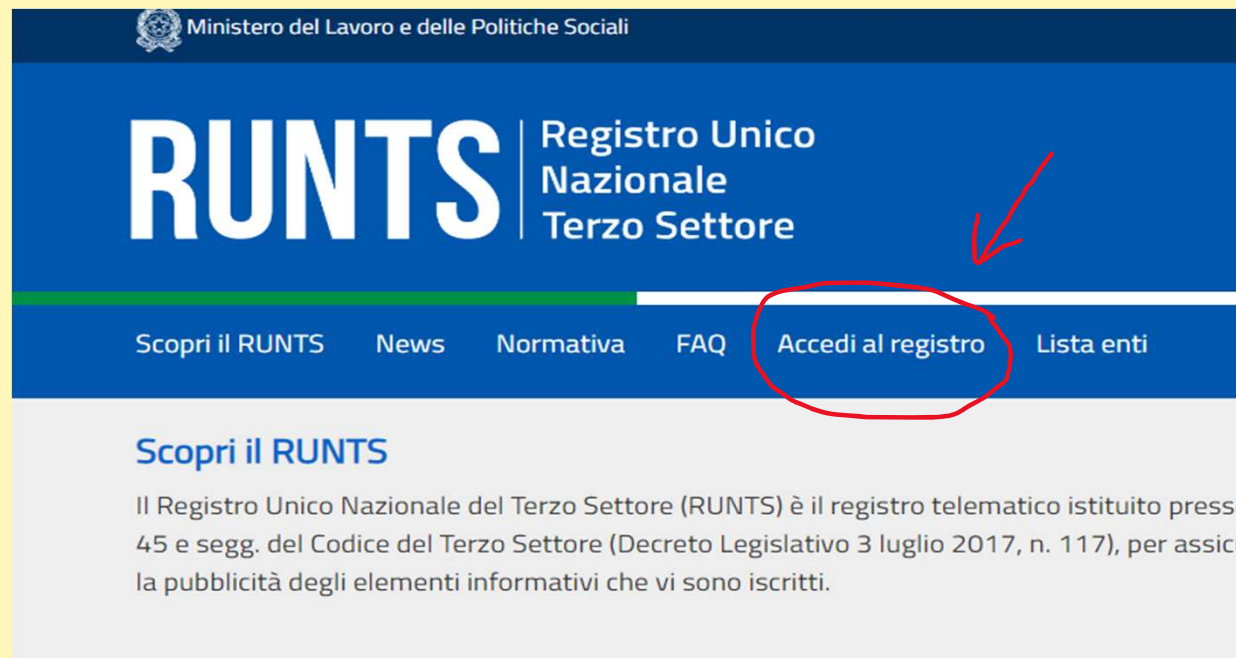 Ministero del Lavoro e delle Politiche Sociali
RUNTS
Registro Unico
Nazionale
Terzo Settore
Scopri il RUNTS News Normativa FAQ Accedi al registro Lista enti
Scopri il RUNTS
Il Registro Unico Nazionale del Terzo Settore (RUNTS) è il registro telematico istituito press
45 e segg. del Codice del Terzo Settore (Decreto Legislativo 3 luglio 2017, n. 117), per assic
la pubblicità degli elementi informativi che vi sono iscritti.